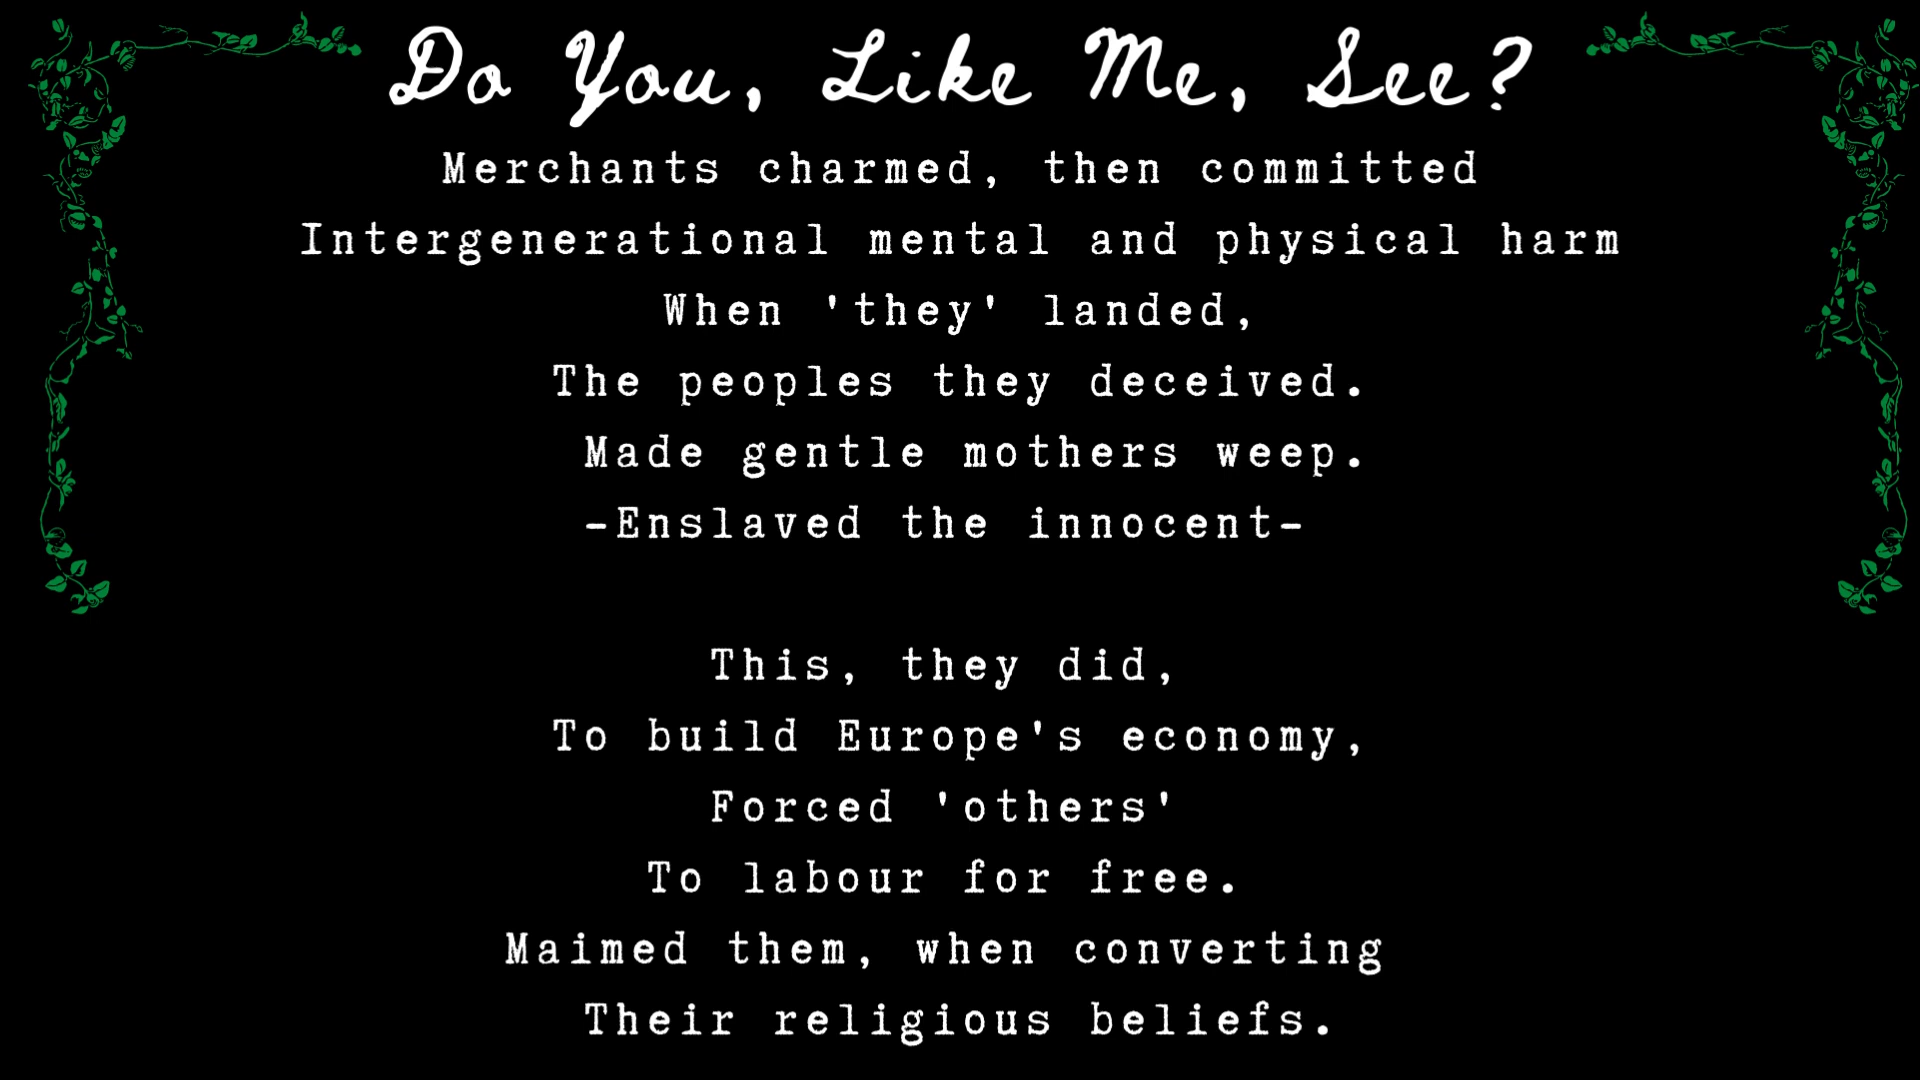 Do You, Like Me, See?
Merchants charmed, then committed
Intergenerational mental and physical harm
When 'they' landed,
The peoples they deceived.
Made gentle mothers weep.
-Enslaved the innocent-
This, they did,
To build Europe's economy,
Forced 'others'
To labour for free.
Maimed them, when converting
Their religious beliefs.